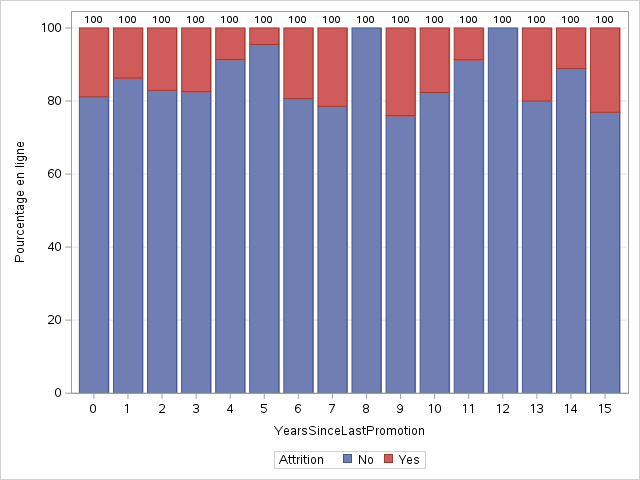 100 100 100 100 100 100 100 100 100 100 100 100 100 100 100 100
100
80
60
40
20
0
Pourcentage en ligne
0 1 2 3 4 5 6 7 8 9 10 11 12 13 14 15
YearsSinceLastPromotion
Attrition No Yes